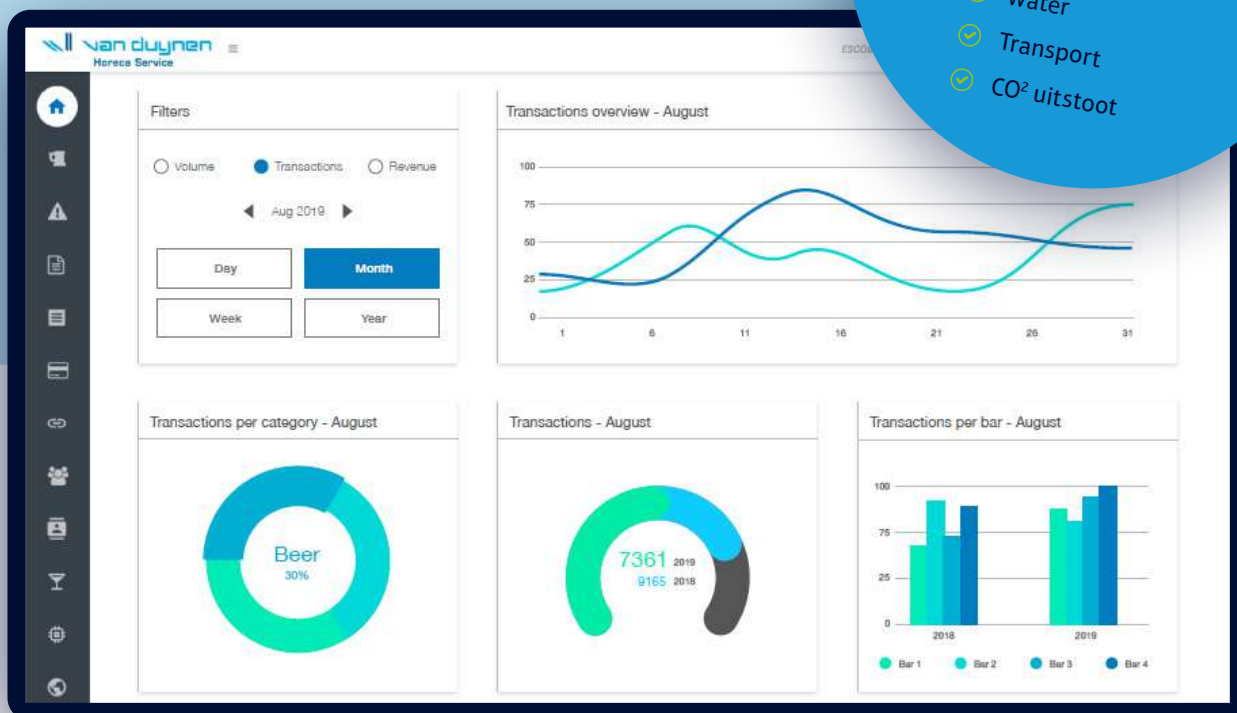 water
Transport
CO² uitstoot
van duynen
Horeca Service
Filters
Volume Transactions Revenue
Aug 2019
Day Month
Week Year
Transactions overview - August
100
75
50
25
0
1 6 11 16 21 26 31
Transactions per category - August
Beer
30%
Transactions - August
7361 2019
9165 2018
Transactions per bar - August
100
75
25
0
2018 2019
Bar 1 Bar 2 Bar 3 Bar 4